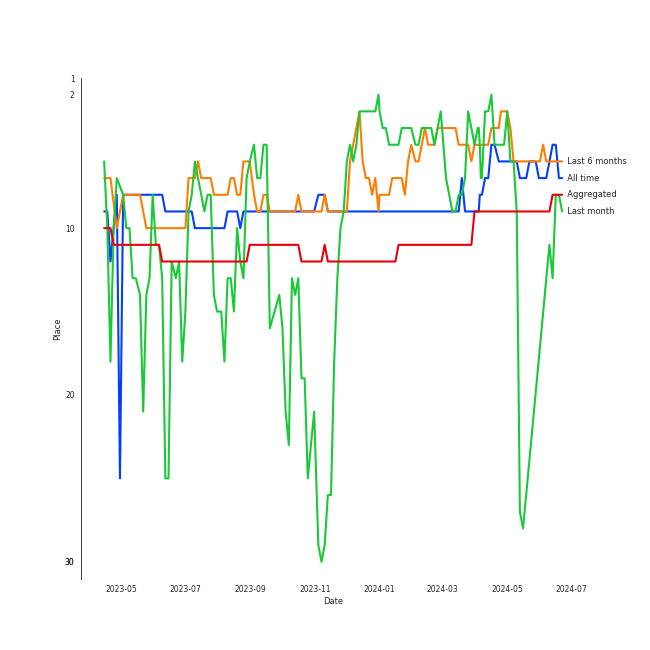 1
2
10
20
30
Place
2023-05
2023-07
2023-09
2023-11
2024-01
2024-03
2024-05
2024-07
Date
Last 6 months
All time
Aggregated
Last month